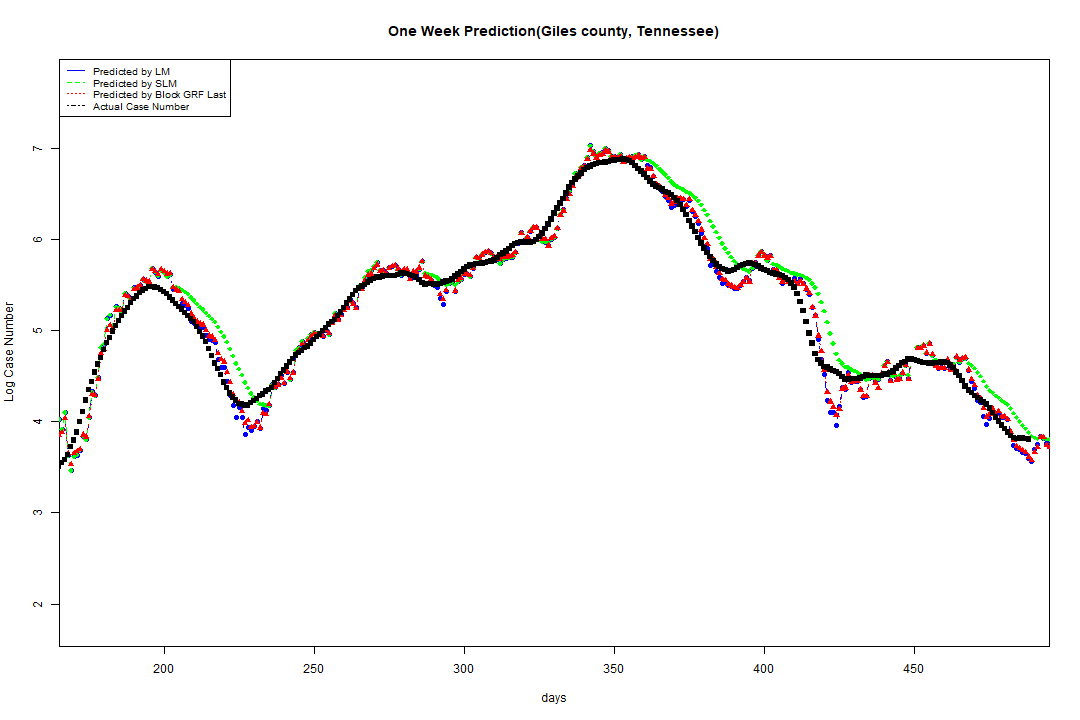 One Week Prediction(Giles county, Tennessee)
Predicted by LM
Predicted by SLM
Predicted by Block GRF Last
Actual Case Number
Log Case Number
7
6
5
4
3
2
200 250 300 350 400 450
days